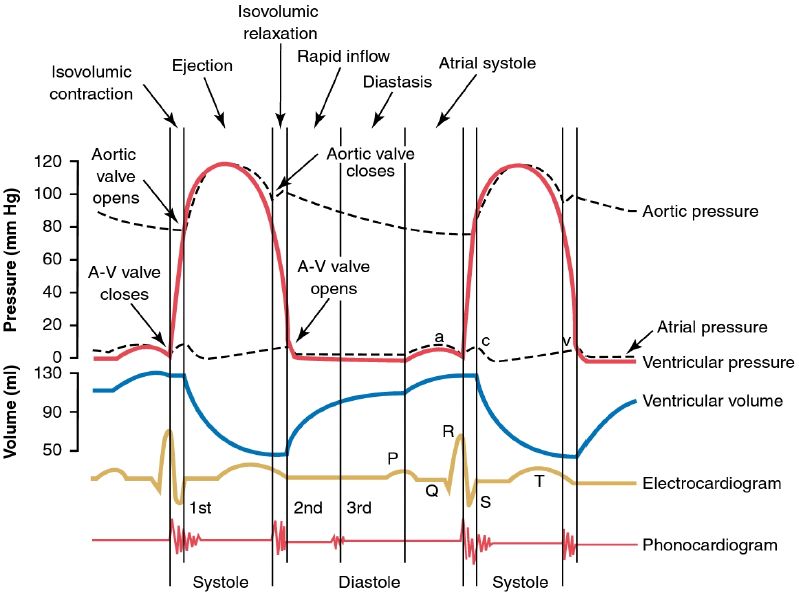 Isovolumic
relaxation
Ejection
Rapid inflow
Isovolumic
contraction
Diastasis
Atrial systole
Aortic
valve
opens
Aortic valve
closes
A-V valve
closes
A-V valve
opens
Pressure (mm Hg)
120
100
80
60
40
20
0
Aortic pressure
a
c
v
Atrial pressure
Ventricular pressure
Volume (ml)
130
90
50
Ventricular volume
R
P
Q
S
T
Electrocardiogram
1st
2nd
3rd
Phonocardiogram
Systole
Diastole
Systole